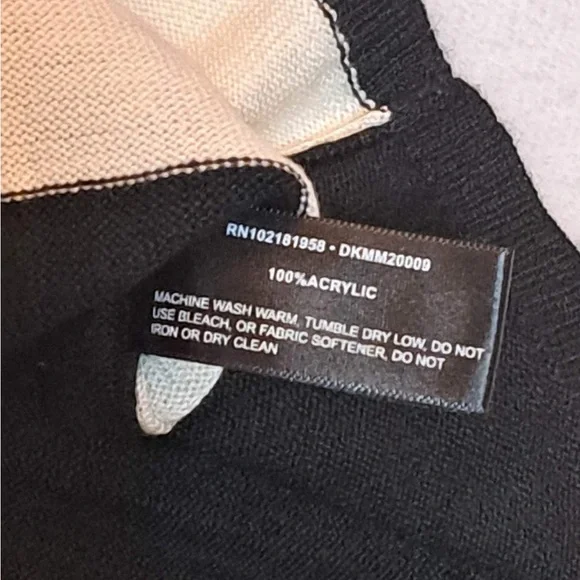 RN102181958 • DKMM20009
100%ACRYLIC
MACHINE WASH WARM, TUMBLE DRY LOW, DO NOT
USE BLEACH, OR FABRIC SOFTENER, DO NOT
IRON OR DRY CLEAN